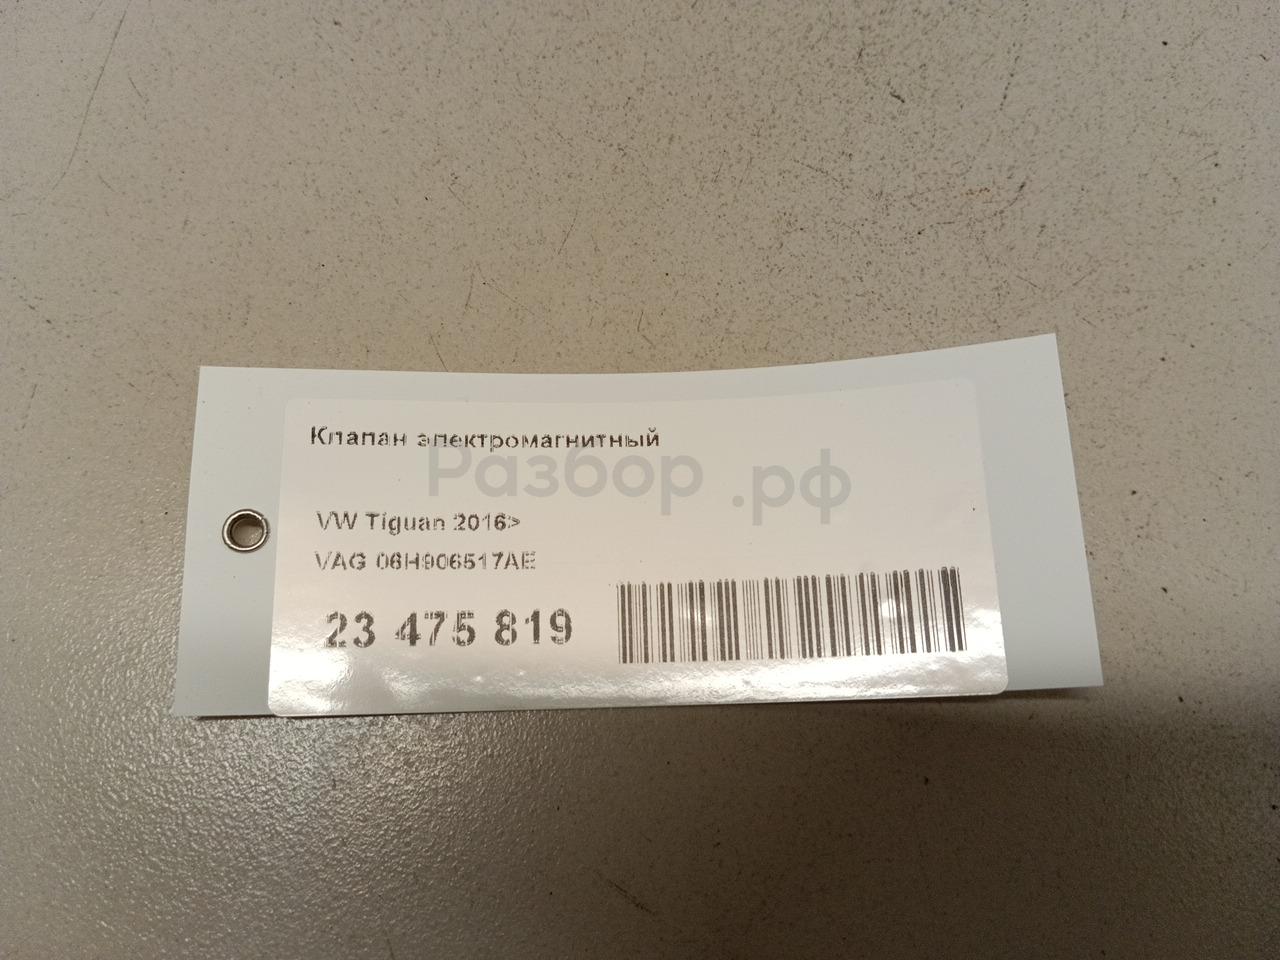 Клапан электромагнитный
Разбор.рф
VW Tiguan 2016>
VAG 06H906517AE
23 475 819